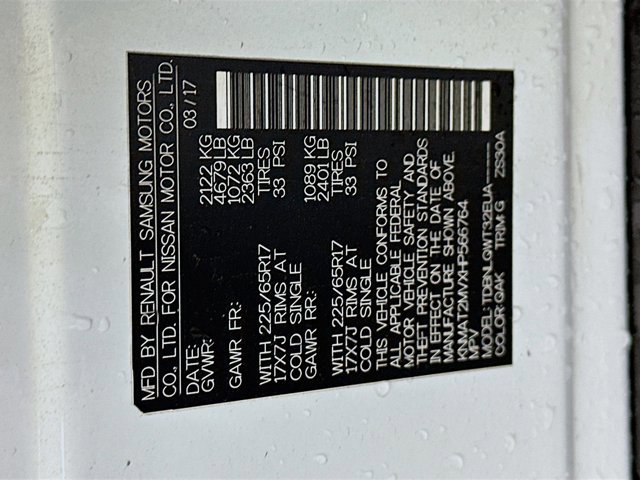 MFD BY RENAULT SAMSUNG MOTORS
CO., LTD. FOR NISSAN MOTOR CO., LTD.
DATE: 03/17
GVWR: 2122 KG
4679 LB
GAWR FR: 1072 KG
2363 LB
WITH 225/65R17 TIRES
17X7J RIMS AT 33 PSI
COLD SINGLE
GAWR RR: 1089 KG
2401 LB
WITH 225/65R17 TIRES
17X7J RIMS AT 33 PSI
COLD SINGLE
THIS VEHICLE CONFORMS TO
ALL APPLICABLE FEDERAL
MOTOR VEHICLE SAFETY AND
THEFT PREVENTION STANDARDS
IN EFFECT ON THE DATE OF
MANUFACTURE SHOWN ABOVE.
KNMAT2MVXHP565764
MPV
MODEL: TDBNLQWT32EUA-----
COLOR: QAK TRIM: G ZS30A